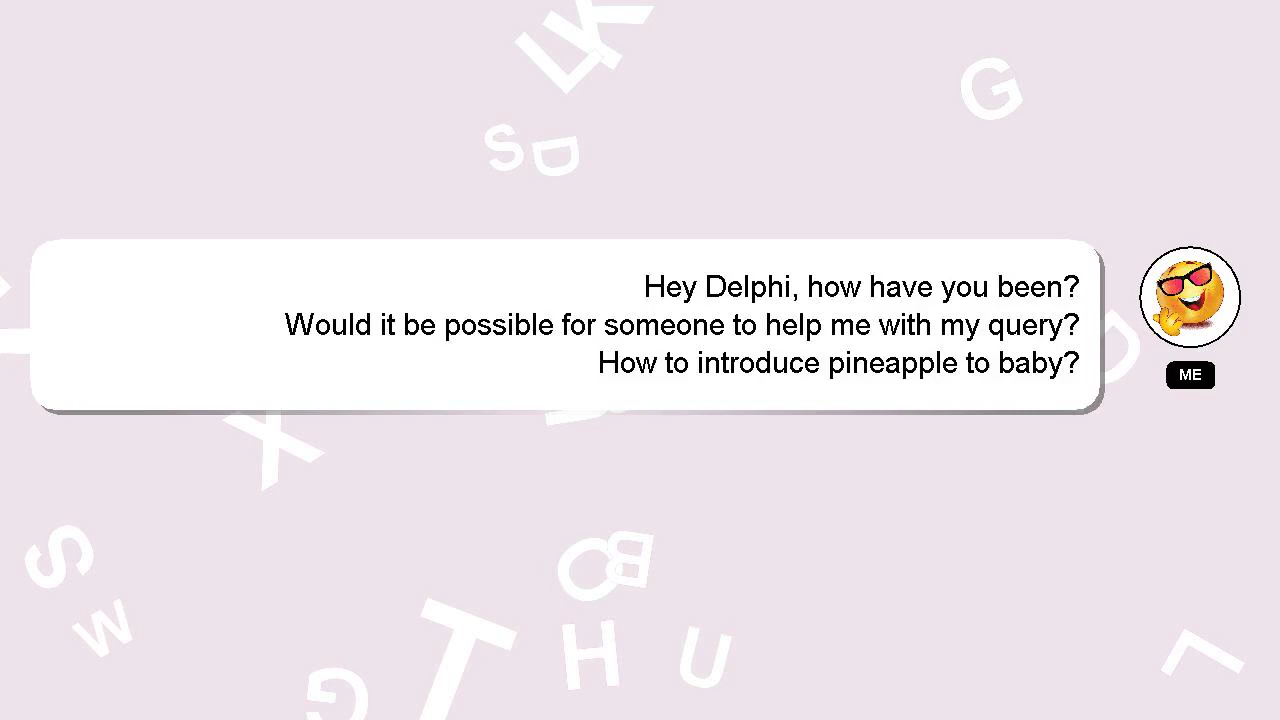 Hey Delphi, how have you been?
Would it be possible for someone to help me with my query?
How to introduce pineapple to baby?
ME
L
K
G
S
D
D
X
S
W
C
B
T
H
U
G
L